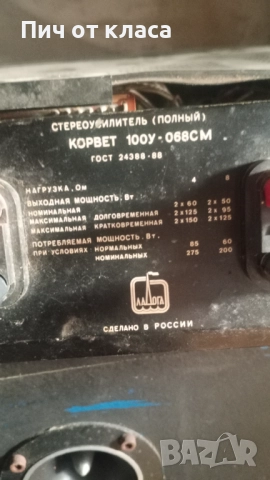 Пич от класа
СТЕРЕОУСИЛИТЕЛЬ (ПОЛНЫЙ)
КОРВЕТ 100У-068СМ
ГОСТ 24388-88
НАГРУЗКА, Ом 4 8
ВЫХОДНАЯ МОЩНОСТЬ, Вт.
НОМИНАЛЬНАЯ 2×60 2×50
МАКСИМАЛЬНАЯ ДОЛГОВРЕМЕННАЯ 2×125 2×95
МАКСИМАЛЬНАЯ КРАТКОВРЕМЕННАЯ 2×150 2×125
ПОТРЕБЛЯЕМАЯ МОЩНОСТЬ, Вт.
ПРИ УСЛОВИЯХ НОРМАЛЬНЫХ 85 60
НОМИНАЛЬНЫХ 275 200
ЛАДОГА
СДЕЛАНО В РОССИИ
BAZAR
bg